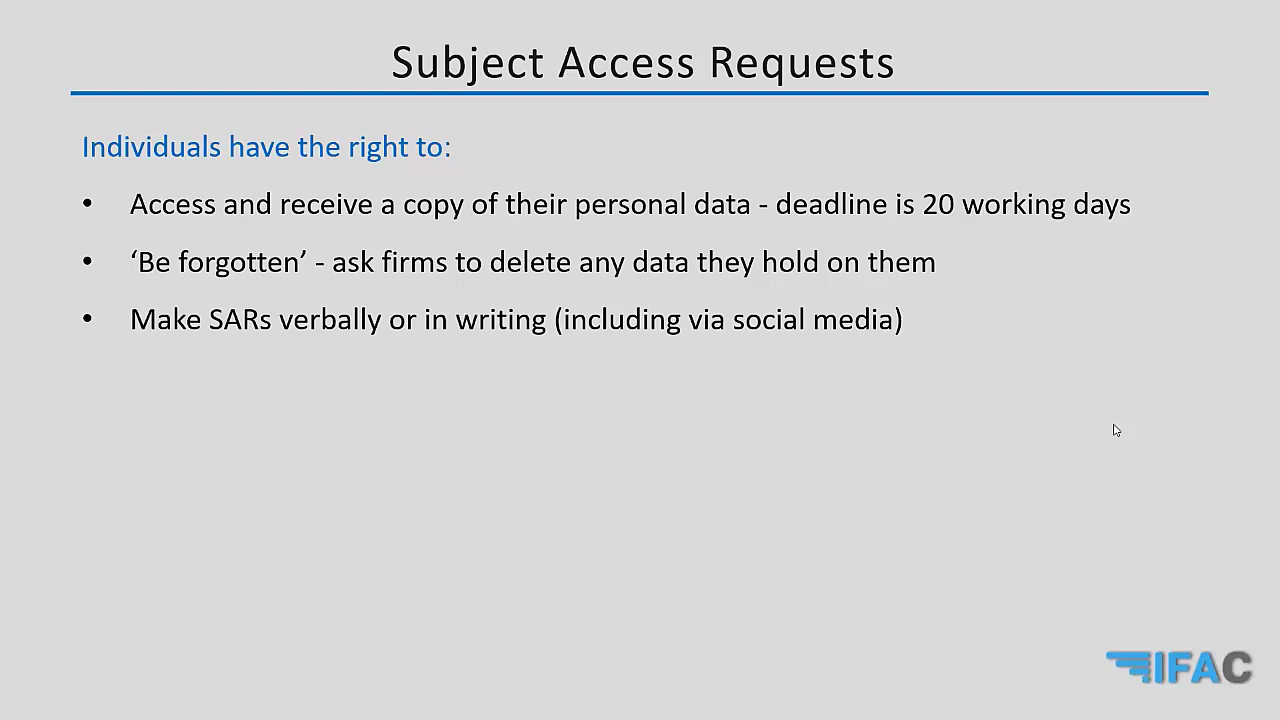 Subject Access Requests
Individuals have the right to:
• Access and receive a copy of their personal data - deadline is 20 working days
• ‘Be forgotten’ - ask firms to delete any data they hold on them
• Make SARs verbally or in writing (including via social media)
IFAC